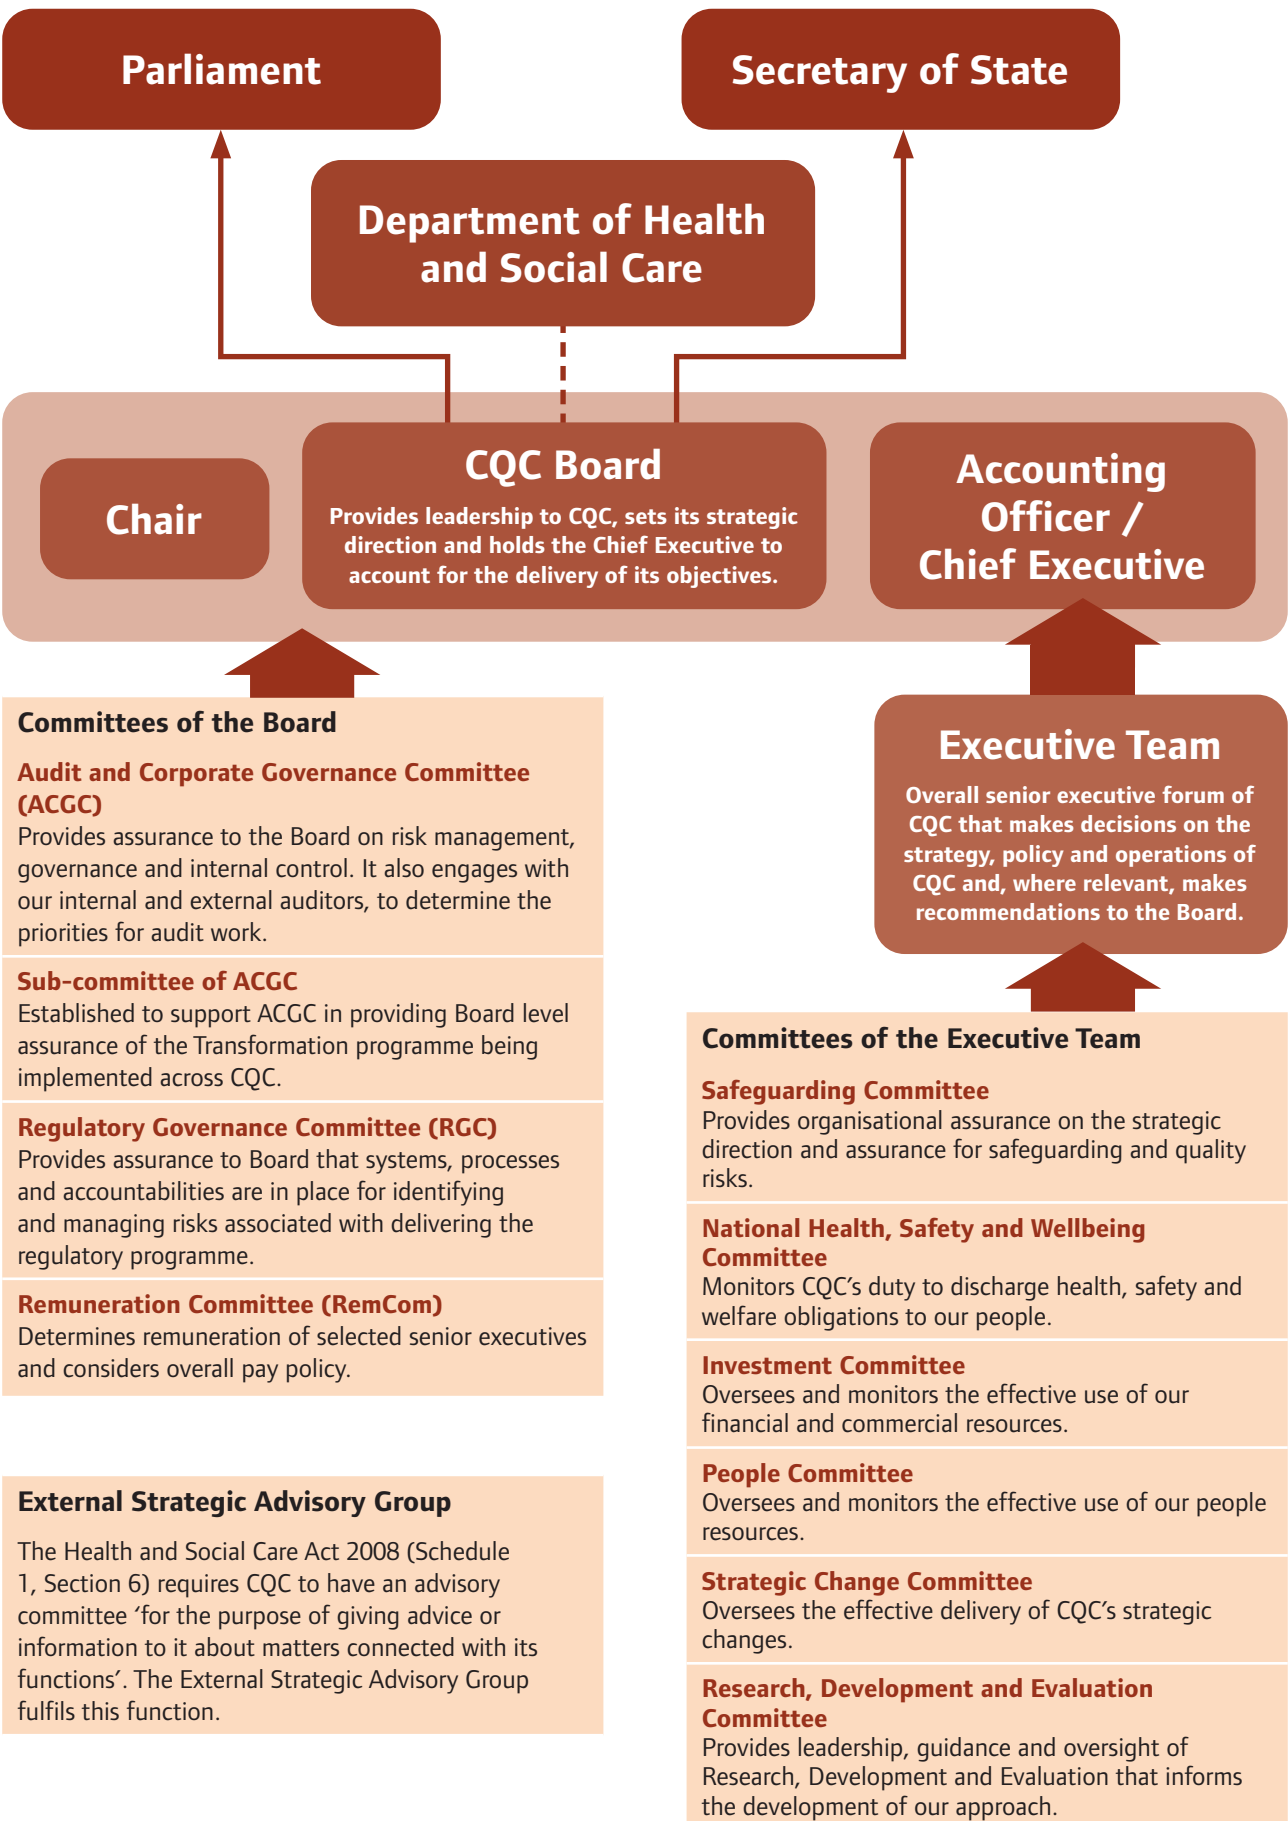 Parliament
Secretary of State
Department of Health
and Social Care
Chair
CQC Board
Provides leadership to CQC, sets its strategic
direction and holds the Chief Executive to
account for the delivery of its objectives.
Accounting
Officer /
Chief Executive
Committees of the Board
Audit and Corporate Governance Committee
(ACGC)
Provides assurance to the Board on risk management,
governance and internal control. It also engages with
our internal and external auditors, to determine the
priorities for audit work.
Sub-committee of ACGC
Established to support ACGC in providing Board level
assurance of the Transformation programme being
implemented across CQC.
Regulatory Governance Committee (RGC)
Provides assurance to Board that systems, processes
and accountabilities are in place for identifying
and managing risks associated with delivering the
regulatory programme.
Remuneration Committee (RemCom)
Determines remuneration of selected senior executives
and considers overall pay policy.
External Strategic Advisory Group
The Health and Social Care Act 2008 (Schedule
1, Section 6) requires CQC to have an advisory
committee ‘for the purpose of giving advice or
information to it about matters connected with its
functions’. The External Strategic Advisory Group
fulfils this function.
Executive Team
Overall senior executive forum of
CQC that makes decisions on the
strategy, policy and operations of
CQC and, where relevant, makes
recommendations to the Board.
Committees of the Executive Team
Safeguarding Committee
Provides organisational assurance on the strategic
direction and assurance for safeguarding and quality
risks.
National Health, Safety and Wellbeing
Committee
Monitors CQC’s duty to discharge health, safety and
welfare obligations to our people.
Investment Committee
Oversees and monitors the effective use of our
financial and commercial resources.
People Committee
Oversees and monitors the effective use of our people
resources.
Strategic Change Committee
Oversees the effective delivery of CQC’s strategic
changes.
Research, Development and Evaluation
Committee
Provides leadership, guidance and oversight of
Research, Development and Evaluation that informs
the development of our approach.